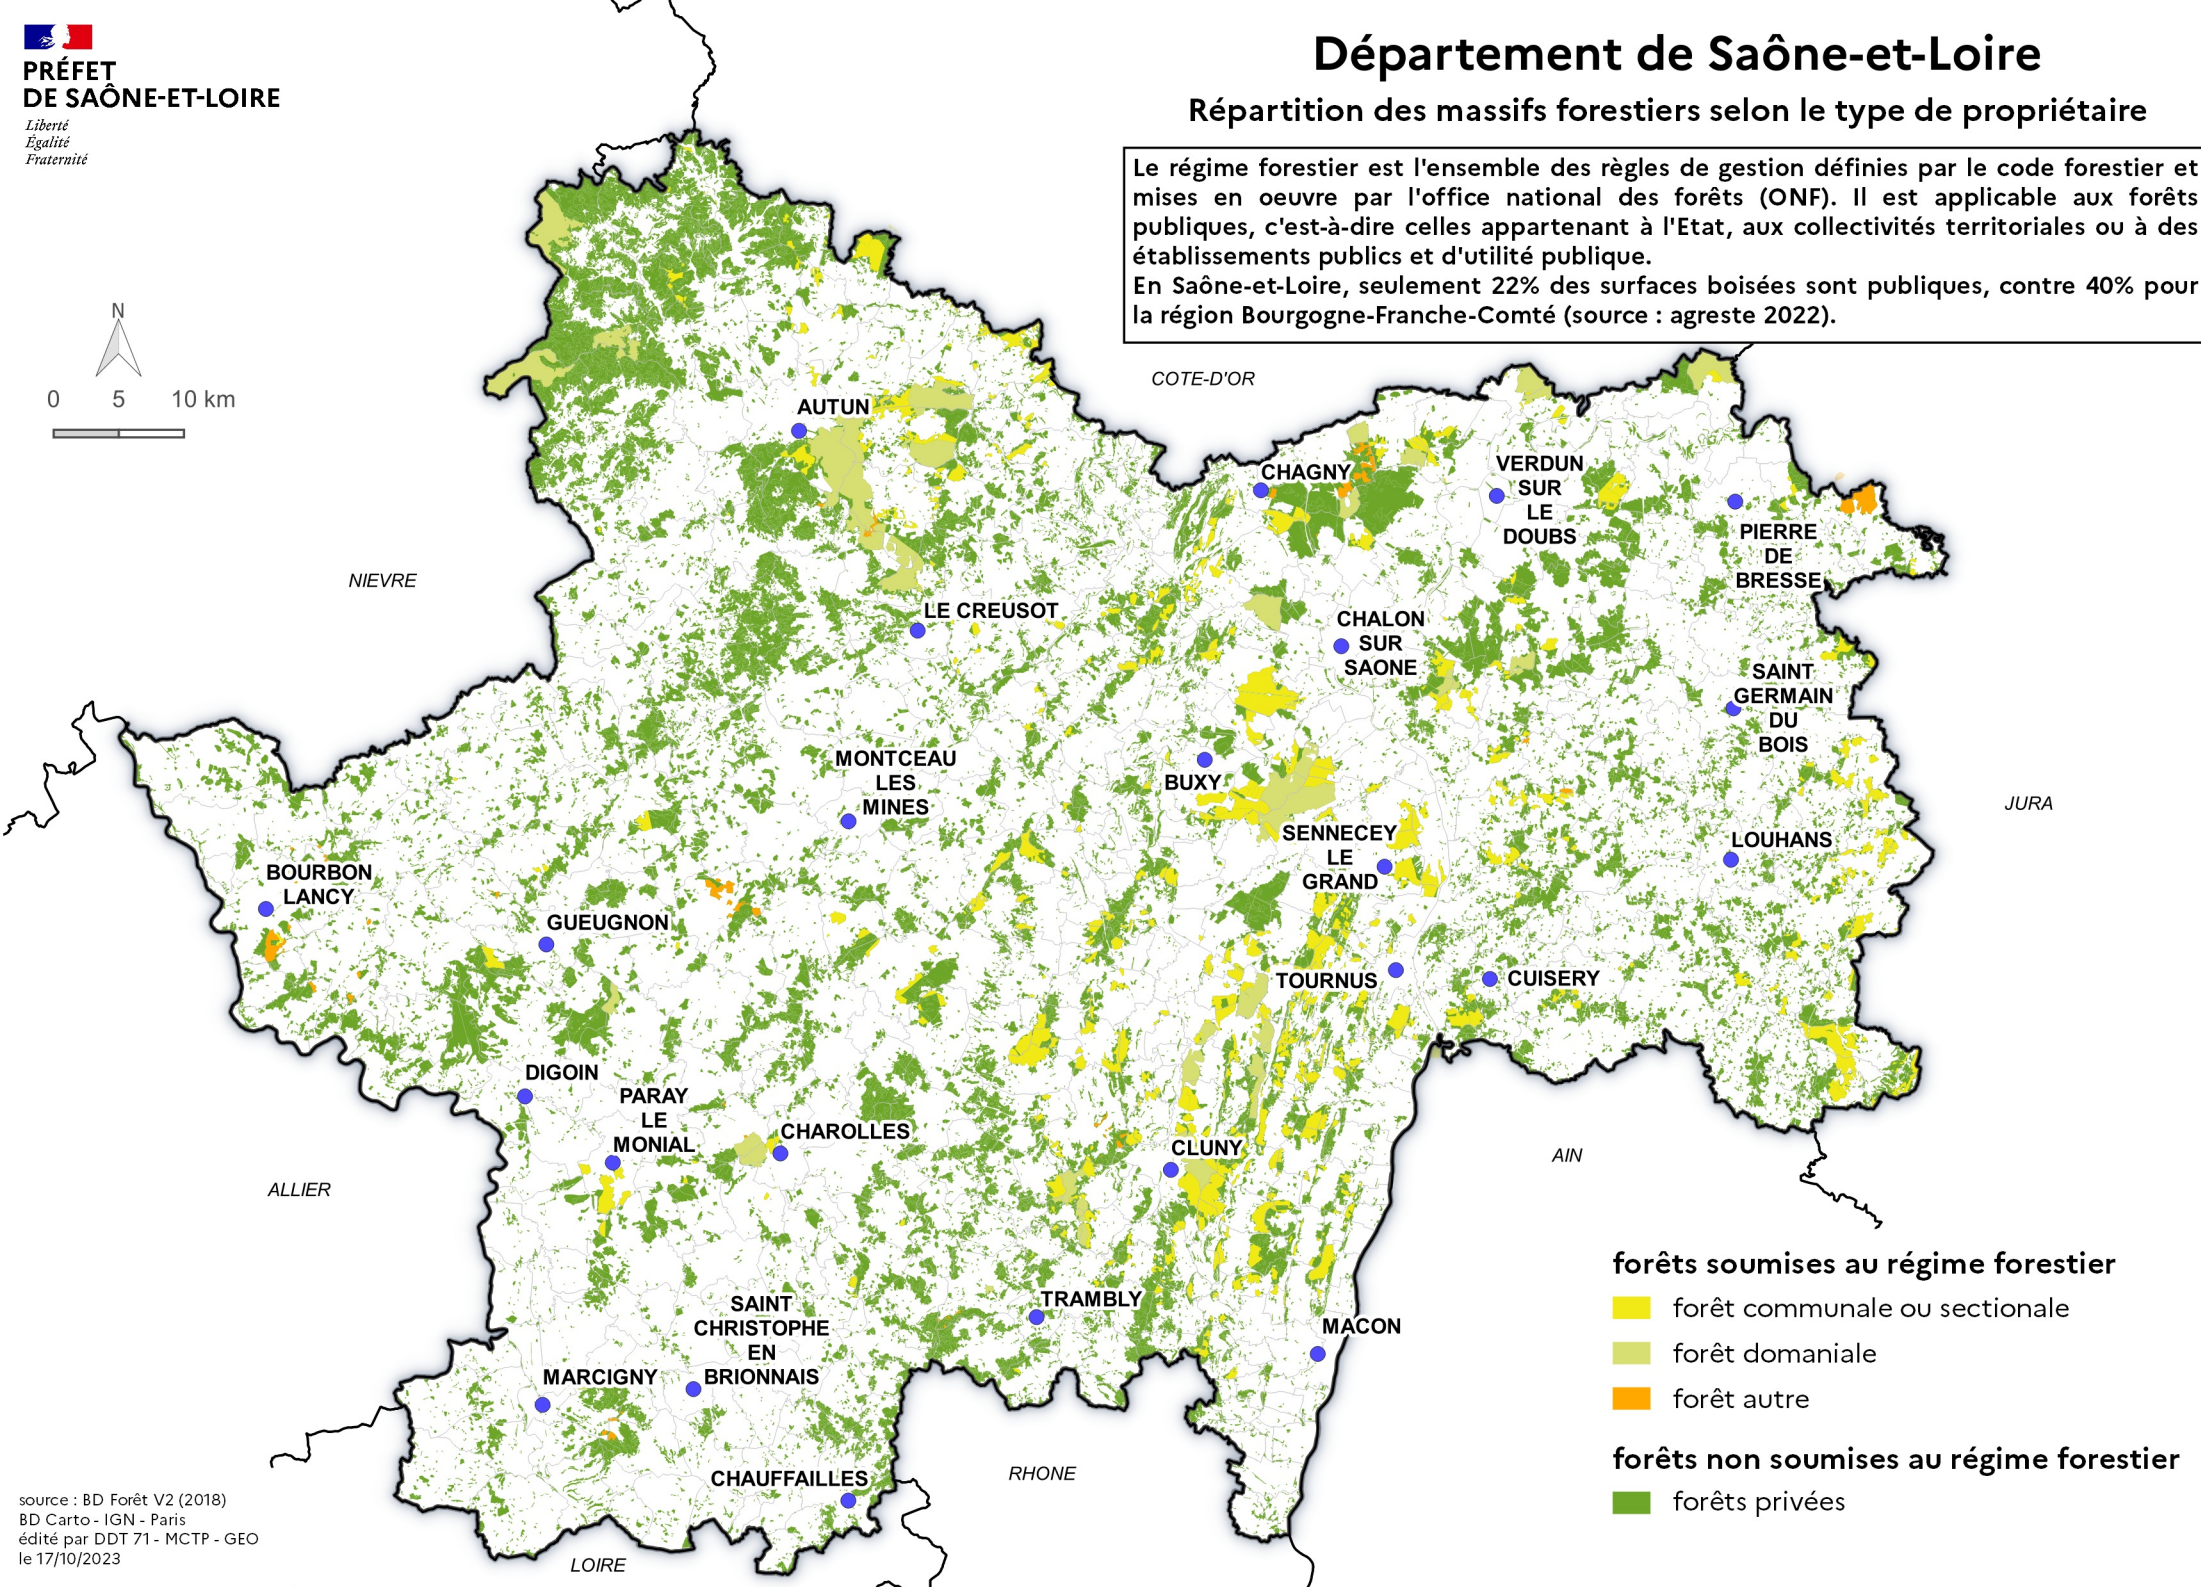 PRÉFET
DE SAÔNE-ET-LOIRE
Liberté
Égalité
Fraternité
Département de Saône-et-Loire
Répartition des massifs forestiers selon le type de propriétaire
Le régime forestier est l'ensemble des règles de gestion définies par le code forestier et
mises en oeuvre par l'office national des forêts (ONF). Il est applicable aux forêts
publiques, c'est-à-dire celles appartenant à l'Etat, aux collectivités territoriales ou à des
établissements publics et d'utilité publique.
En Saône-et-Loire, seulement 22% des surfaces boisées sont publiques, contre 40% pour
la région Bourgogne-Franche-Comté (source : agreste 2022).
N
0 5 10 km
COTE-D'OR
AUTUN
CHAGNY
VERDUN
SUR
LE
DOUBS
PIERRE
DE
BRESSE
NIEVRE
LE CREUSOT
CHALON
SUR
SAONE
SAINT
GERMAIN
DU
BOIS
MONTCEAU
LES
MINES
BUXY
JURA
SENNECEY
LE
GRAND
LOUHANS
BOURBON
LANCY
GUEUGNON
TOURNUS
CUISERY
DIGOIN
PARAY
LE
MONIAL
CHAROLLES
CLUNY
AIN
ALLIER
SAINT
CHRISTOPHE
EN
BRIONNAIS
TRAMBLY
MACON
MARCIGNY
CHAUFFAILLES
RHONE
LOIRE
forêts soumises au régime forestier
forêt communale ou sectionale
forêt domaniale
forêt autre
forêts non soumises au régime forestier
forêts privées
source : BD Forêt V2 (2018)
BD Carto - IGN - Paris
édité par DDT 71 - MCTP - GEO
le 17/10/2023